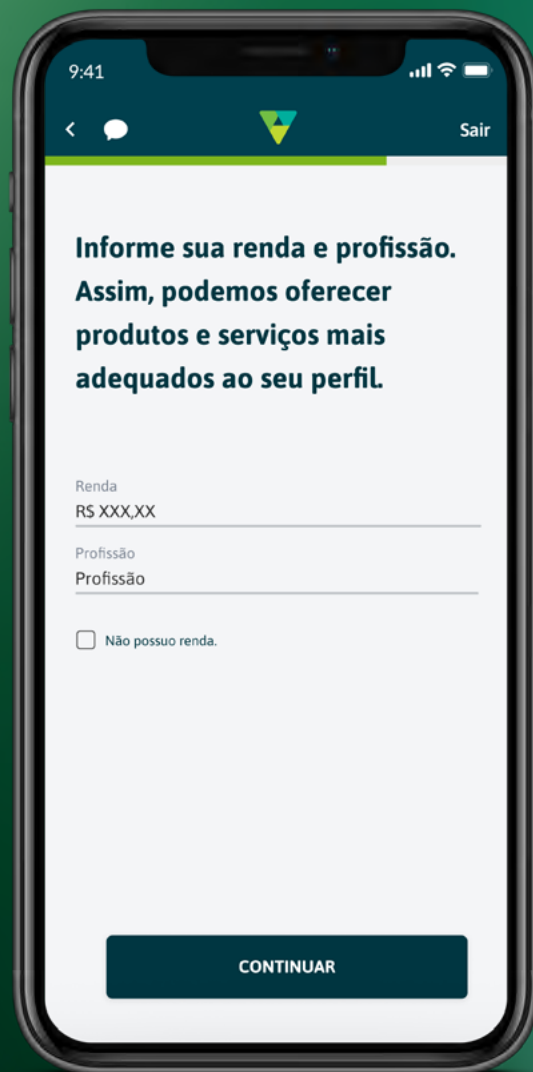 9:41
Sair
Informe sua renda e profissão.
Assim, podemos oferecer
produtos e serviços mais
adequados ao seu perfil.
Renda
R$ XXX,XX
Profissão
Profissão
Não possuo renda.
CONTINUAR